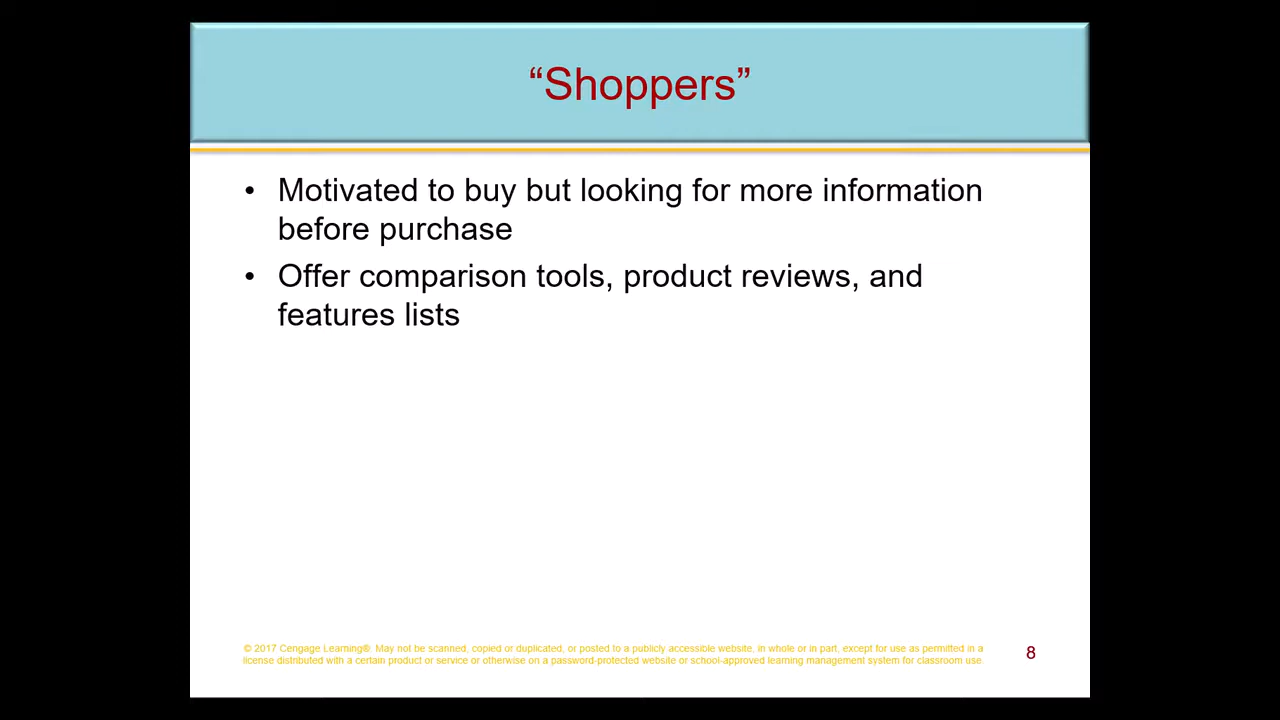 “Shoppers”
• Motivated to buy but looking for more information
before purchase
• Offer comparison tools, product reviews, and
features lists
© 2017 Cengage Learning® May not be scanned, copied or duplicated, or posted to a publicly accessible website, in whole or in part, except for use as permitted in a
license distributed with a certain product or service or otherwise on a password-protected website or school-approved learning management system for classroom use.
8